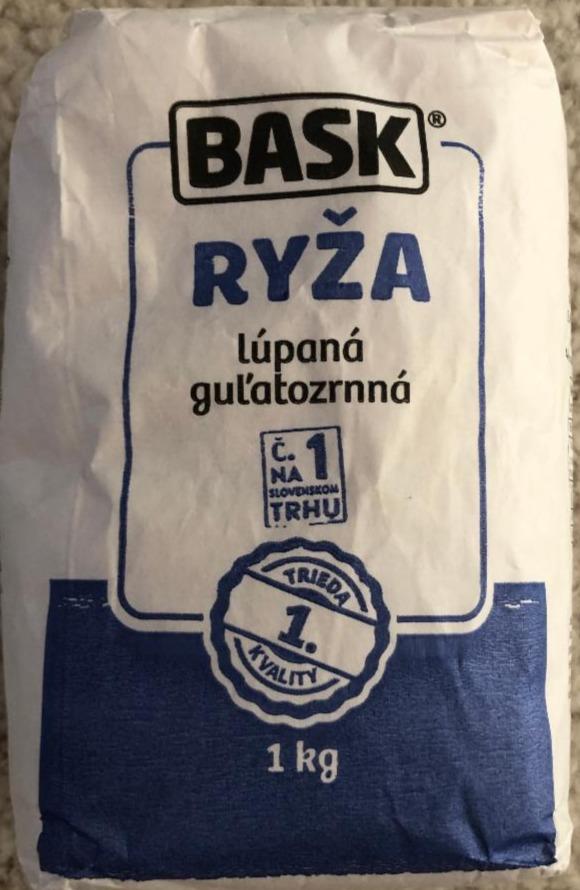 BASK®
RYŽA
lúpaná
guľatozrnná
Č. 1
NA
SLOVENSKOM
TRHU
TRIEDA
1.
KVALITY
1 kg